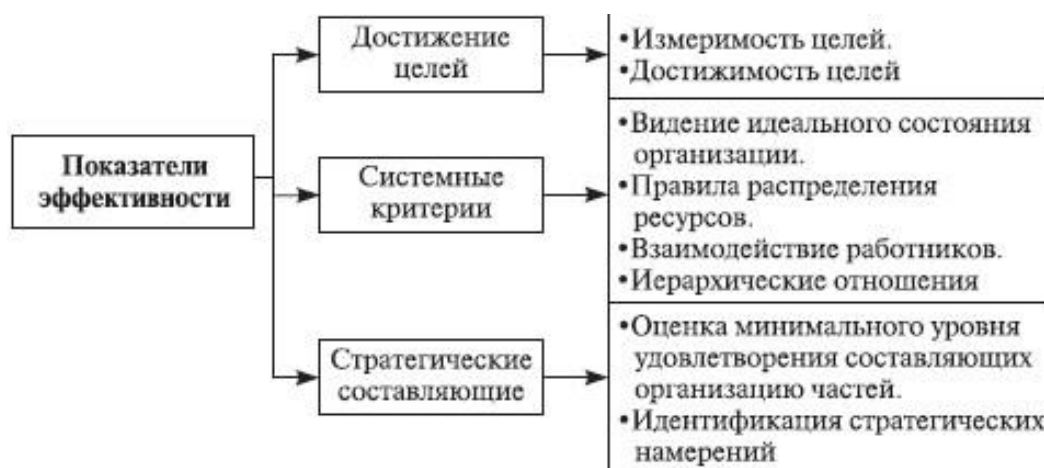 Показатели
эффективности
Достижение
целей
•Измеримость целей.
•Достижимость целей
Системные
критерии
•Видение идеального состояния
организации.
•Правила распределения
ресурсов.
•Взаимодействие работников.
•Иерархические отношения
Стратегические
составляющие
•Оценка минимального уровня
удовлетворения составляющих
организацию частей.
•Идентификация стратегических
намерений